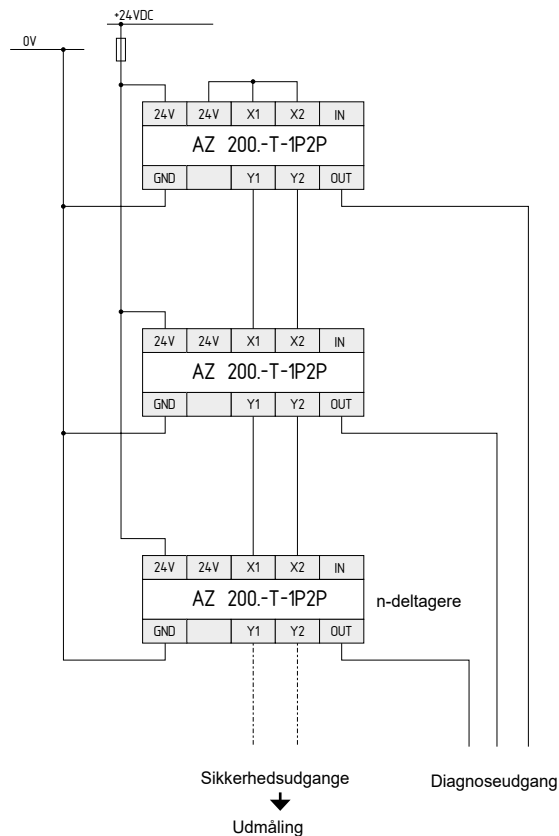 +24VDC
0V
24V 24V X1 X2 IN
AZ 200.-T-1P2P
GND Y1 Y2 OUT
24V 24V X1 X2 IN
AZ 200.-T-1P2P
GND Y1 Y2 OUT
24V 24V X1 X2 IN
AZ 200.-T-1P2P n-deltagere
GND Y1 Y2 OUT
Sikkerhedsudgange Diagnoseudgang
Udmåling